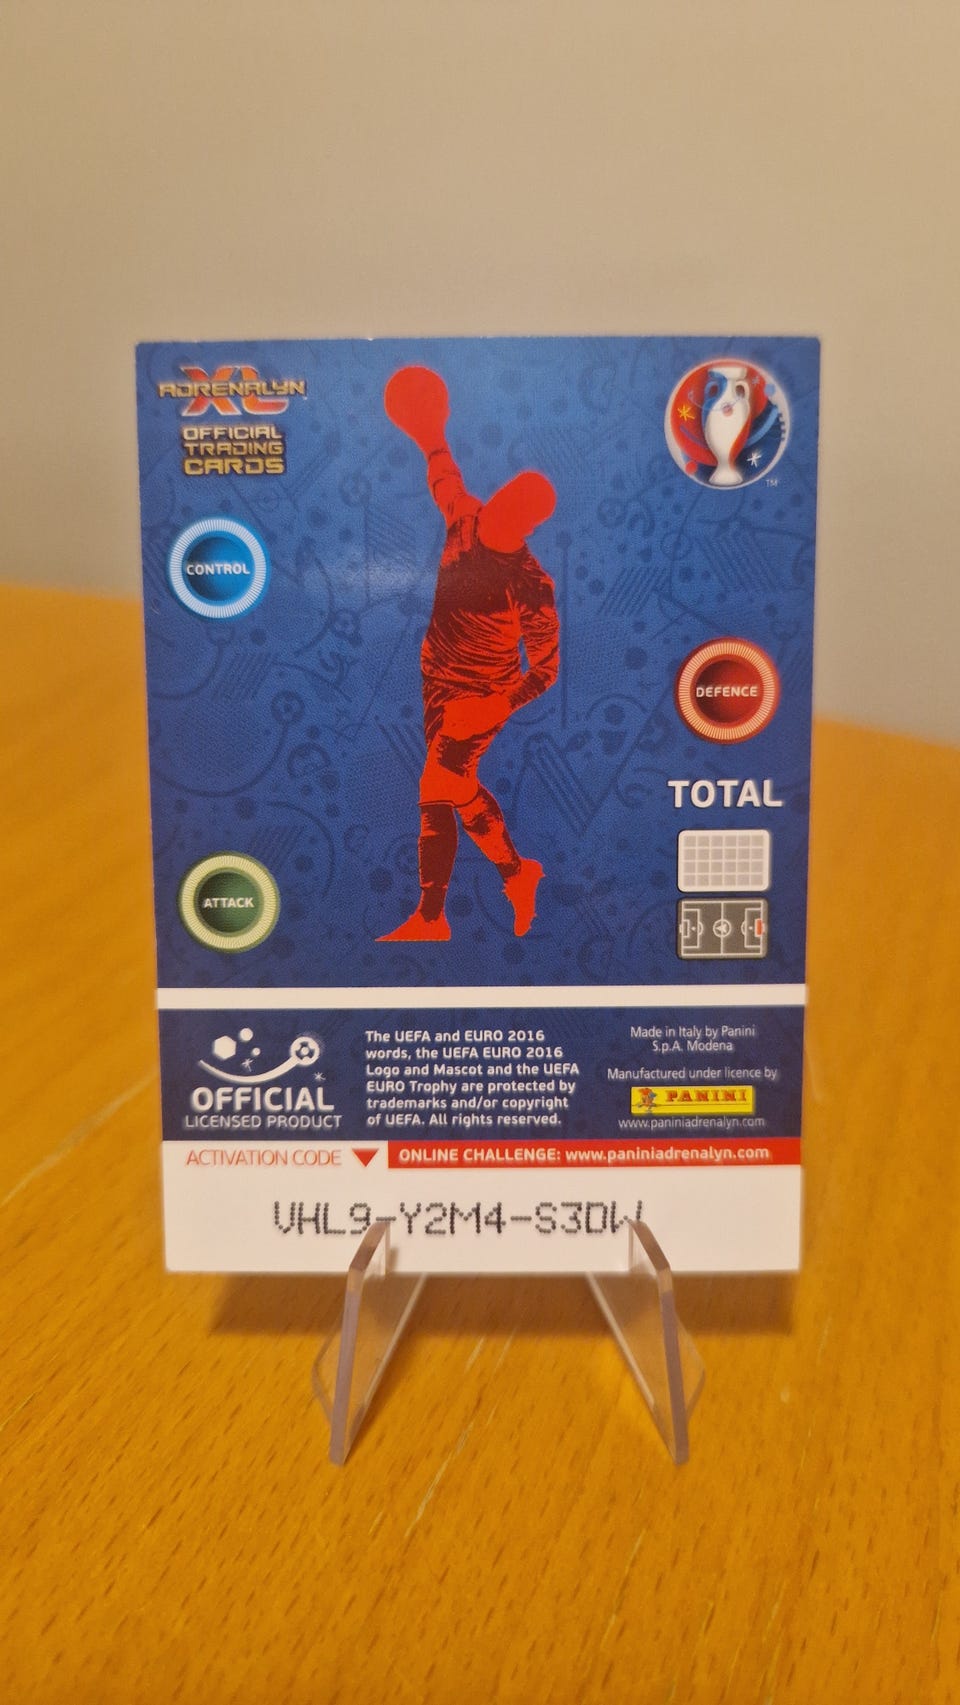 ADRENALYN XL™
OFFICIAL
TRADING
CARDS
TM
CONTROL
DEFENCE
TOTAL
ATTACK
OFFICIAL
LICENSED PRODUCT
The UEFA and EURO 2016
words, the UEFA EURO 2016
Logo and Mascot and the UEFA
EURO Trophy are protected by
trademarks and/or copyright
of UEFA. All rights reserved.
Made in Italy by Panini
S.p.A. Modena
Manufactured under licence by
PANINI
www.paniniadrenalyn.com
ACTIVATION CODE
ONLINE CHALLENGE: www.paniniadrenalyn.com
VHL9-Y2M4-S3DW